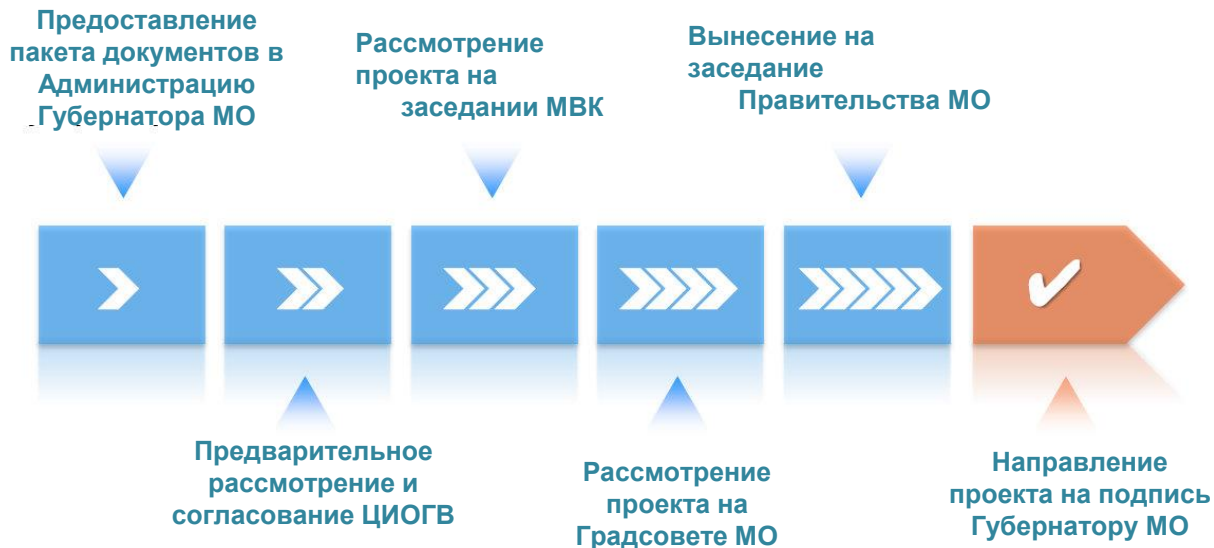 Предоставление
пакета документов в
Администрацию
Губернатора МО
Рассмотрение
проекта на
заседании МВК
Вынесение на
заседание
Правительства МО
Предварительное
рассмотрение и
согласование ЦИОГВ
Рассмотрение
проекта на
Градсовете МО
Направление
проекта на подпись
Губернатору МО